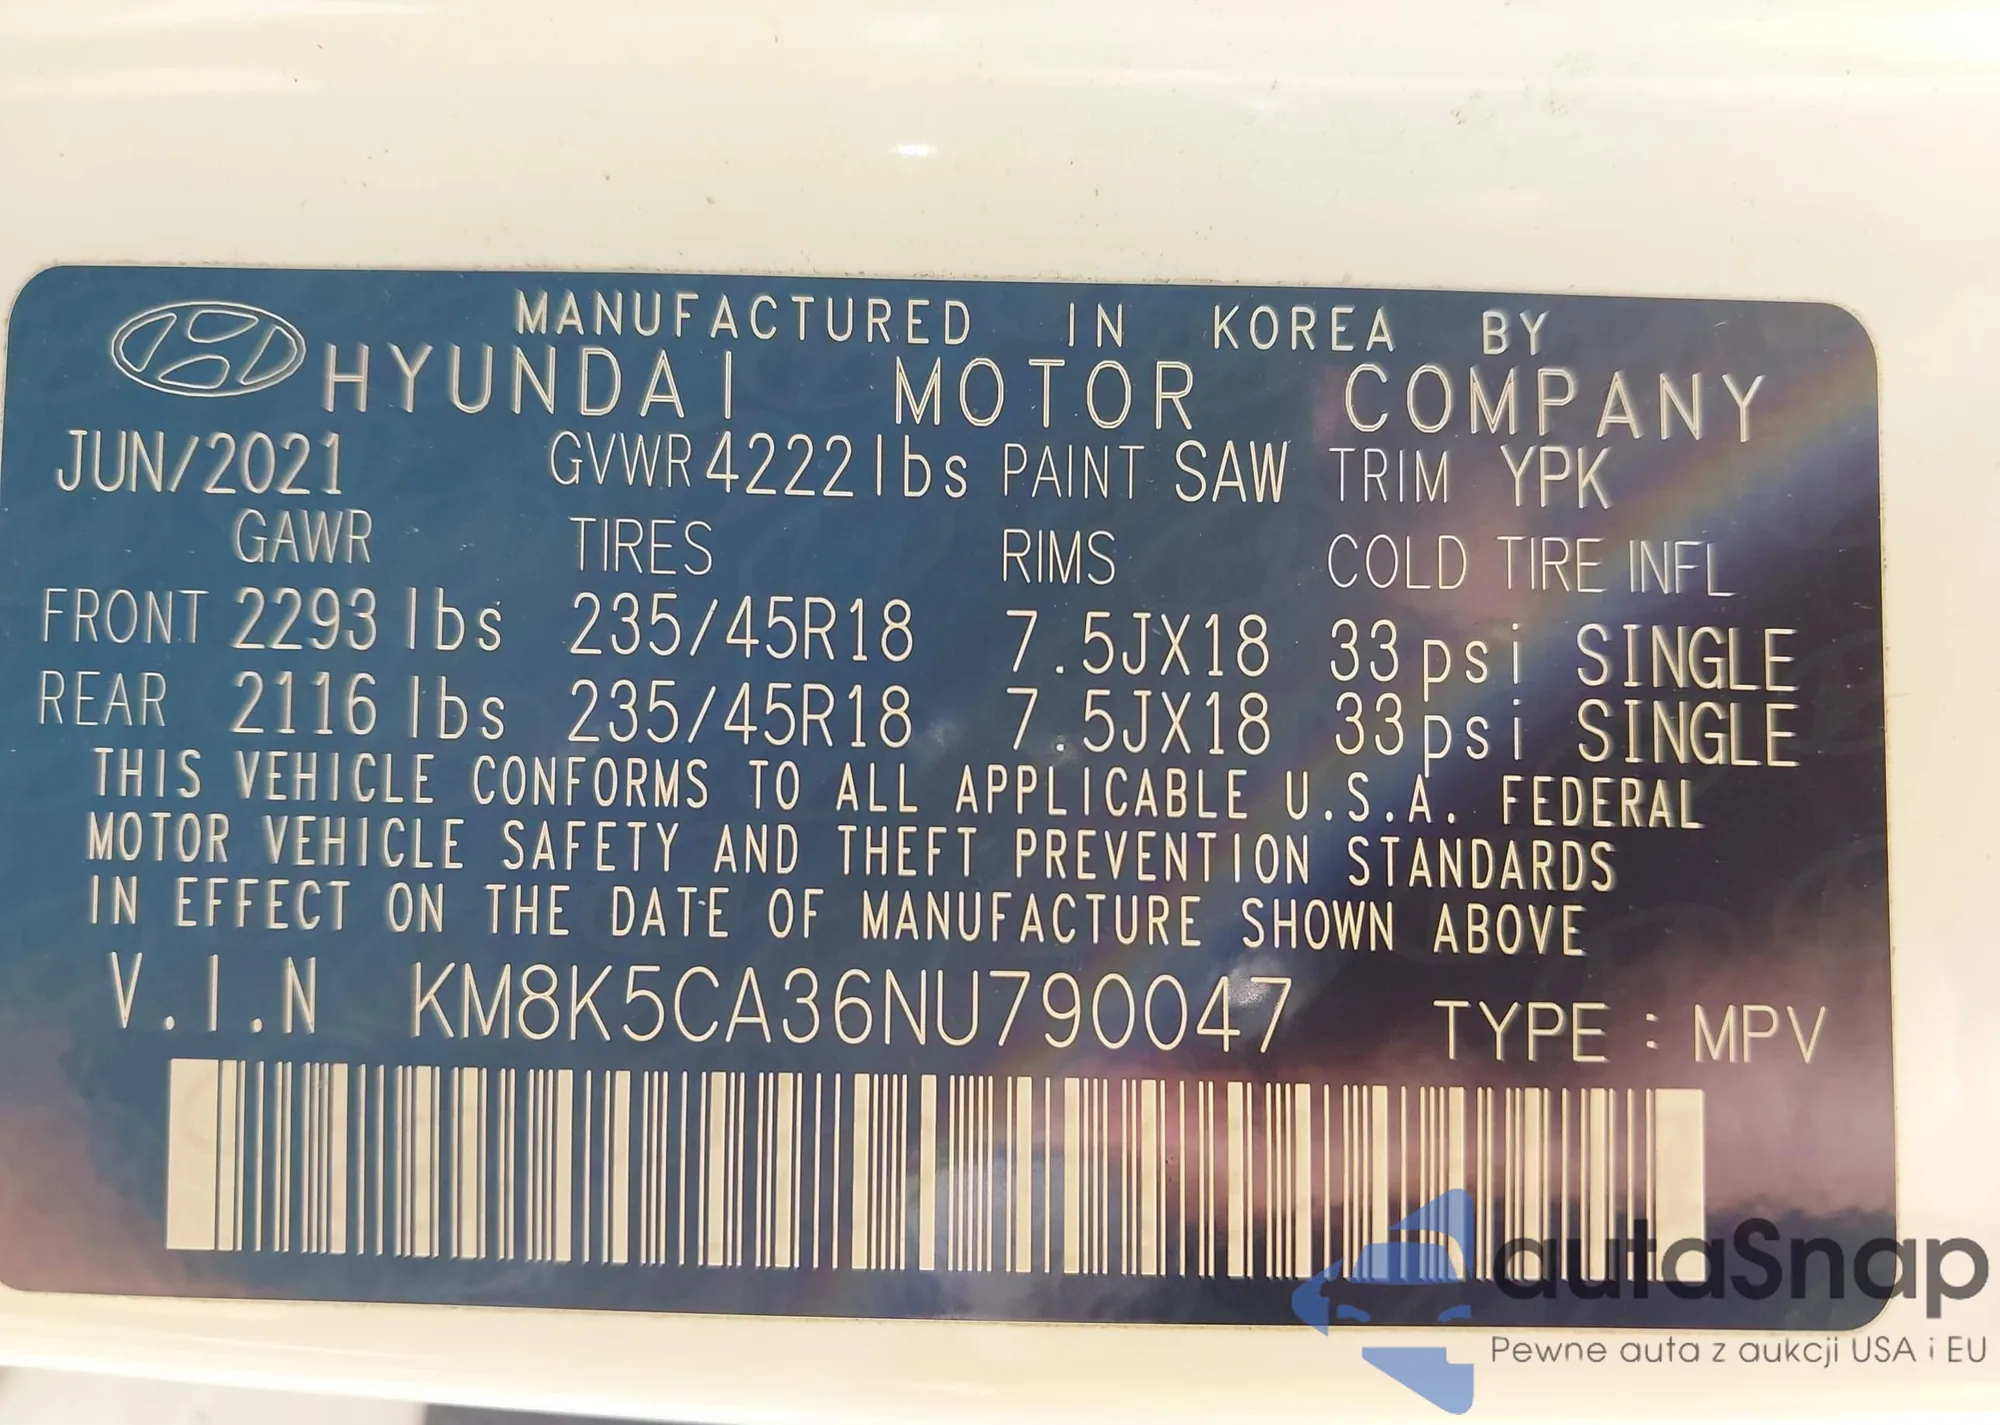 MANUFACTURED IN KOREA BY
HYUNDAI MOTOR COMPANY
JUN/2021 GVWR 4222 lbs PAINT SAW TRIM YPK
GAWR TIRES RIMS COLD TIRE INFL
FRONT 2293 lbs 235/45R18 7.5JX18 33 psi SINGLE
REAR 2116 lbs 235/45R18 7.5JX18 33 psi SINGLE
THIS VEHICLE CONFORMS TO ALL APPLICABLE U.S.A. FEDERAL
MOTOR VEHICLE SAFETY AND THEFT PREVENTION STANDARDS
IN EFFECT ON THE DATE OF MANUFACTURE SHOWN ABOVE
V.I.N KM8K5CA36NU790047 TYPE : MPV
autaSnap
Pewne auta z aukcji USA i EU